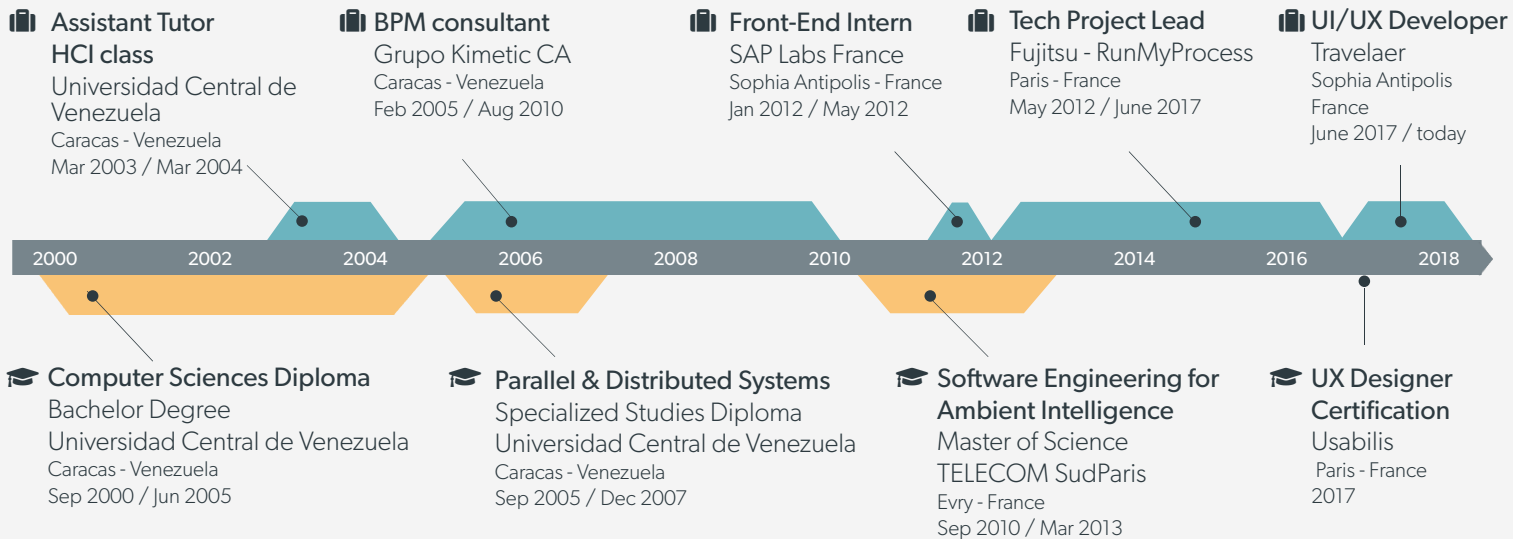 Assistant Tutor
HCI class
Universidad Central de
Venezuela
Caracas - Venezuela
Mar 2003 / Mar 2004
BPM consultant
Grupo Kimetic CA
Caracas - Venezuela
Feb 2005 / Aug 2010
Front-End Intern
SAP Labs France
Sophia Antipolis - France
Jan 2012 / May 2012
Tech Project Lead
Fujitsu - RunMyProcess
Paris - France
May 2012 / June 2017
UI/UX Developer
Travelaer
Sophia Antipolis
France
June 2017 / today
2000 2002 2004 2006 2008 2010 2012 2014 2016 2018
Computer Sciences Diploma
Bachelor Degree
Universidad Central de Venezuela
Caracas - Venezuela
Sep 2000 / Jun 2005
Parallel & Distributed Systems
Specialized Studies Diploma
Universidad Central de Venezuela
Caracas - Venezuela
Sep 2005 / Dec 2007
Software Engineering for
Ambient Intelligence
Master of Science
TELECOM SudParis
Evry - France
Sep 2010 / Mar 2013
UX Designer
Certification
Usabilis
Paris - France
2017